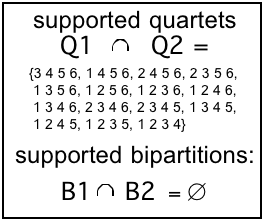 supported quartets
Q1 ∩ Q2 =
{3 4 5 6, 1 4 5 6, 2 4 5 6, 2 3 5 6,
1 3 5 6, 1 2 5 6, 1 2 3 6, 1 2 4 6,
1 3 4 6, 2 3 4 6, 2 3 4 5, 1 3 4 5,
1 2 4 5, 1 2 3 5, 1 2 3 4}
supported bipartitions:
B1 ∩ B2 = ∅